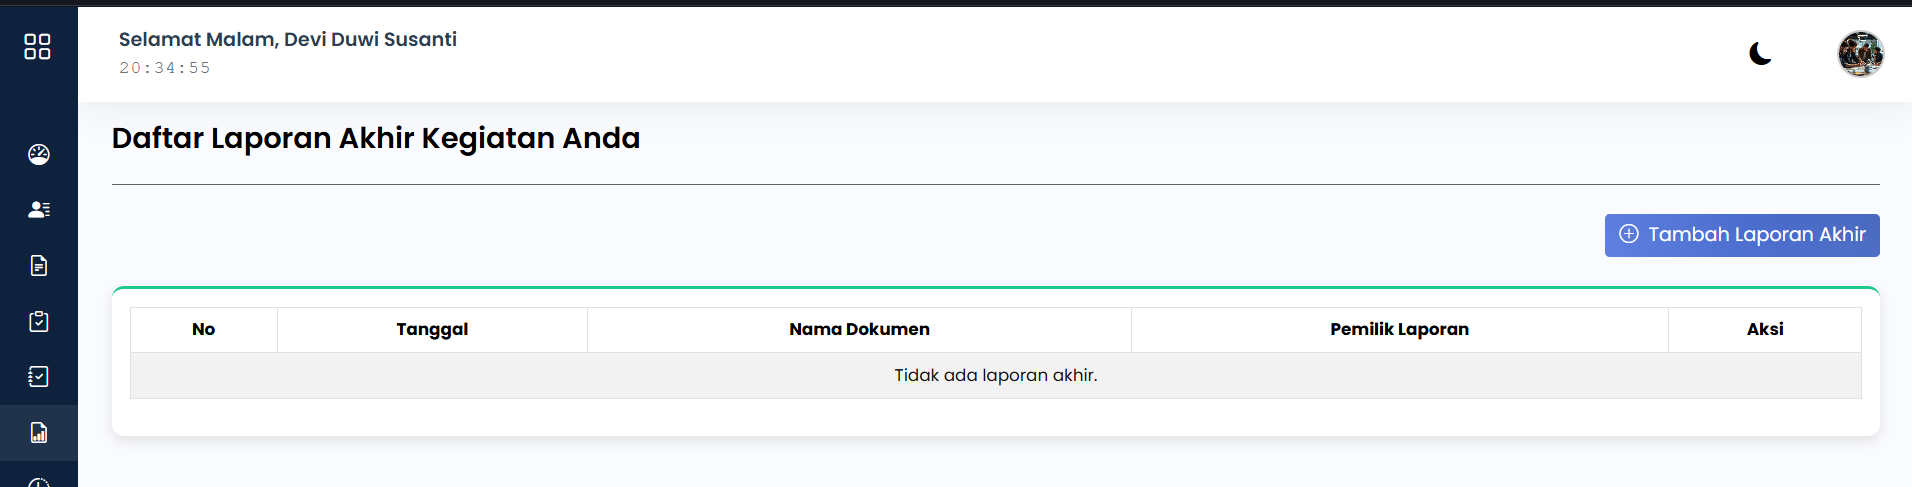 Selamat Malam, Devi Duwi Susanti
20:34:55
Daftar Laporan Akhir Kegiatan Anda
Tambah Laporan Akhir
No Tanggal Nama Dokumen Pemilik Laporan Aksi
Tidak ada laporan akhir.